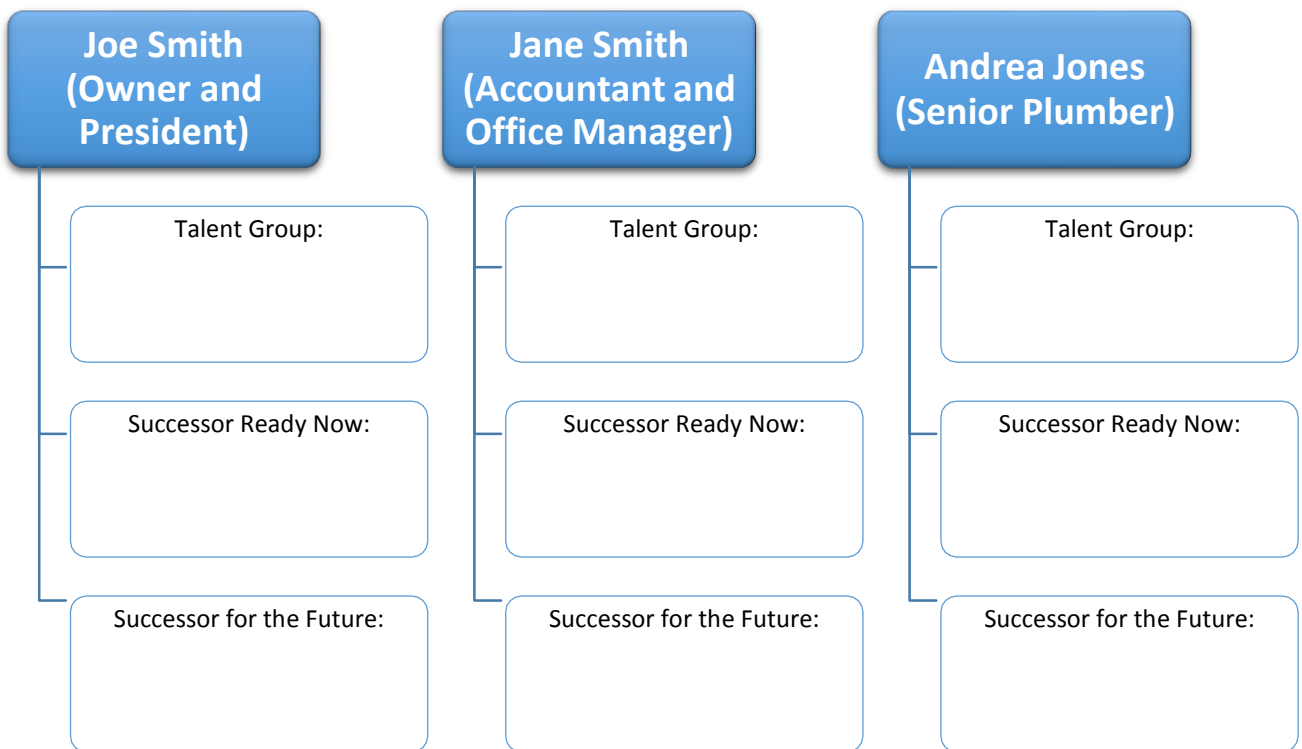 Joe Smith
(Owner and
President)
Talent Group:
Successor Ready Now:
Successor for the Future:
Jane Smith
(Accountant and
Office Manager)
Talent Group:
Successor Ready Now:
Successor for the Future:
Andrea Jones
(Senior Plumber)
Talent Group:
Successor Ready Now:
Successor for the Future: